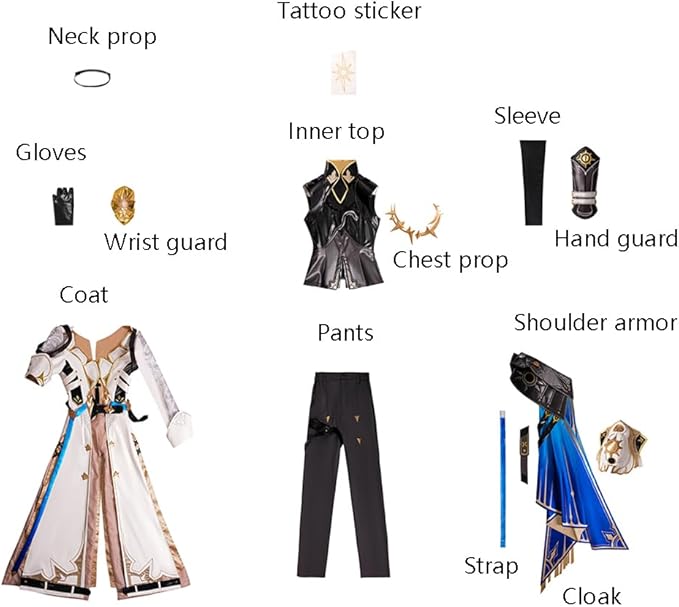 Tattoo sticker
Neck prop
Sleeve
Inner top
Gloves
Wrist guard
Hand guard
Chest prop
Coat
Pants
Shoulder armor
Strap
Cloak